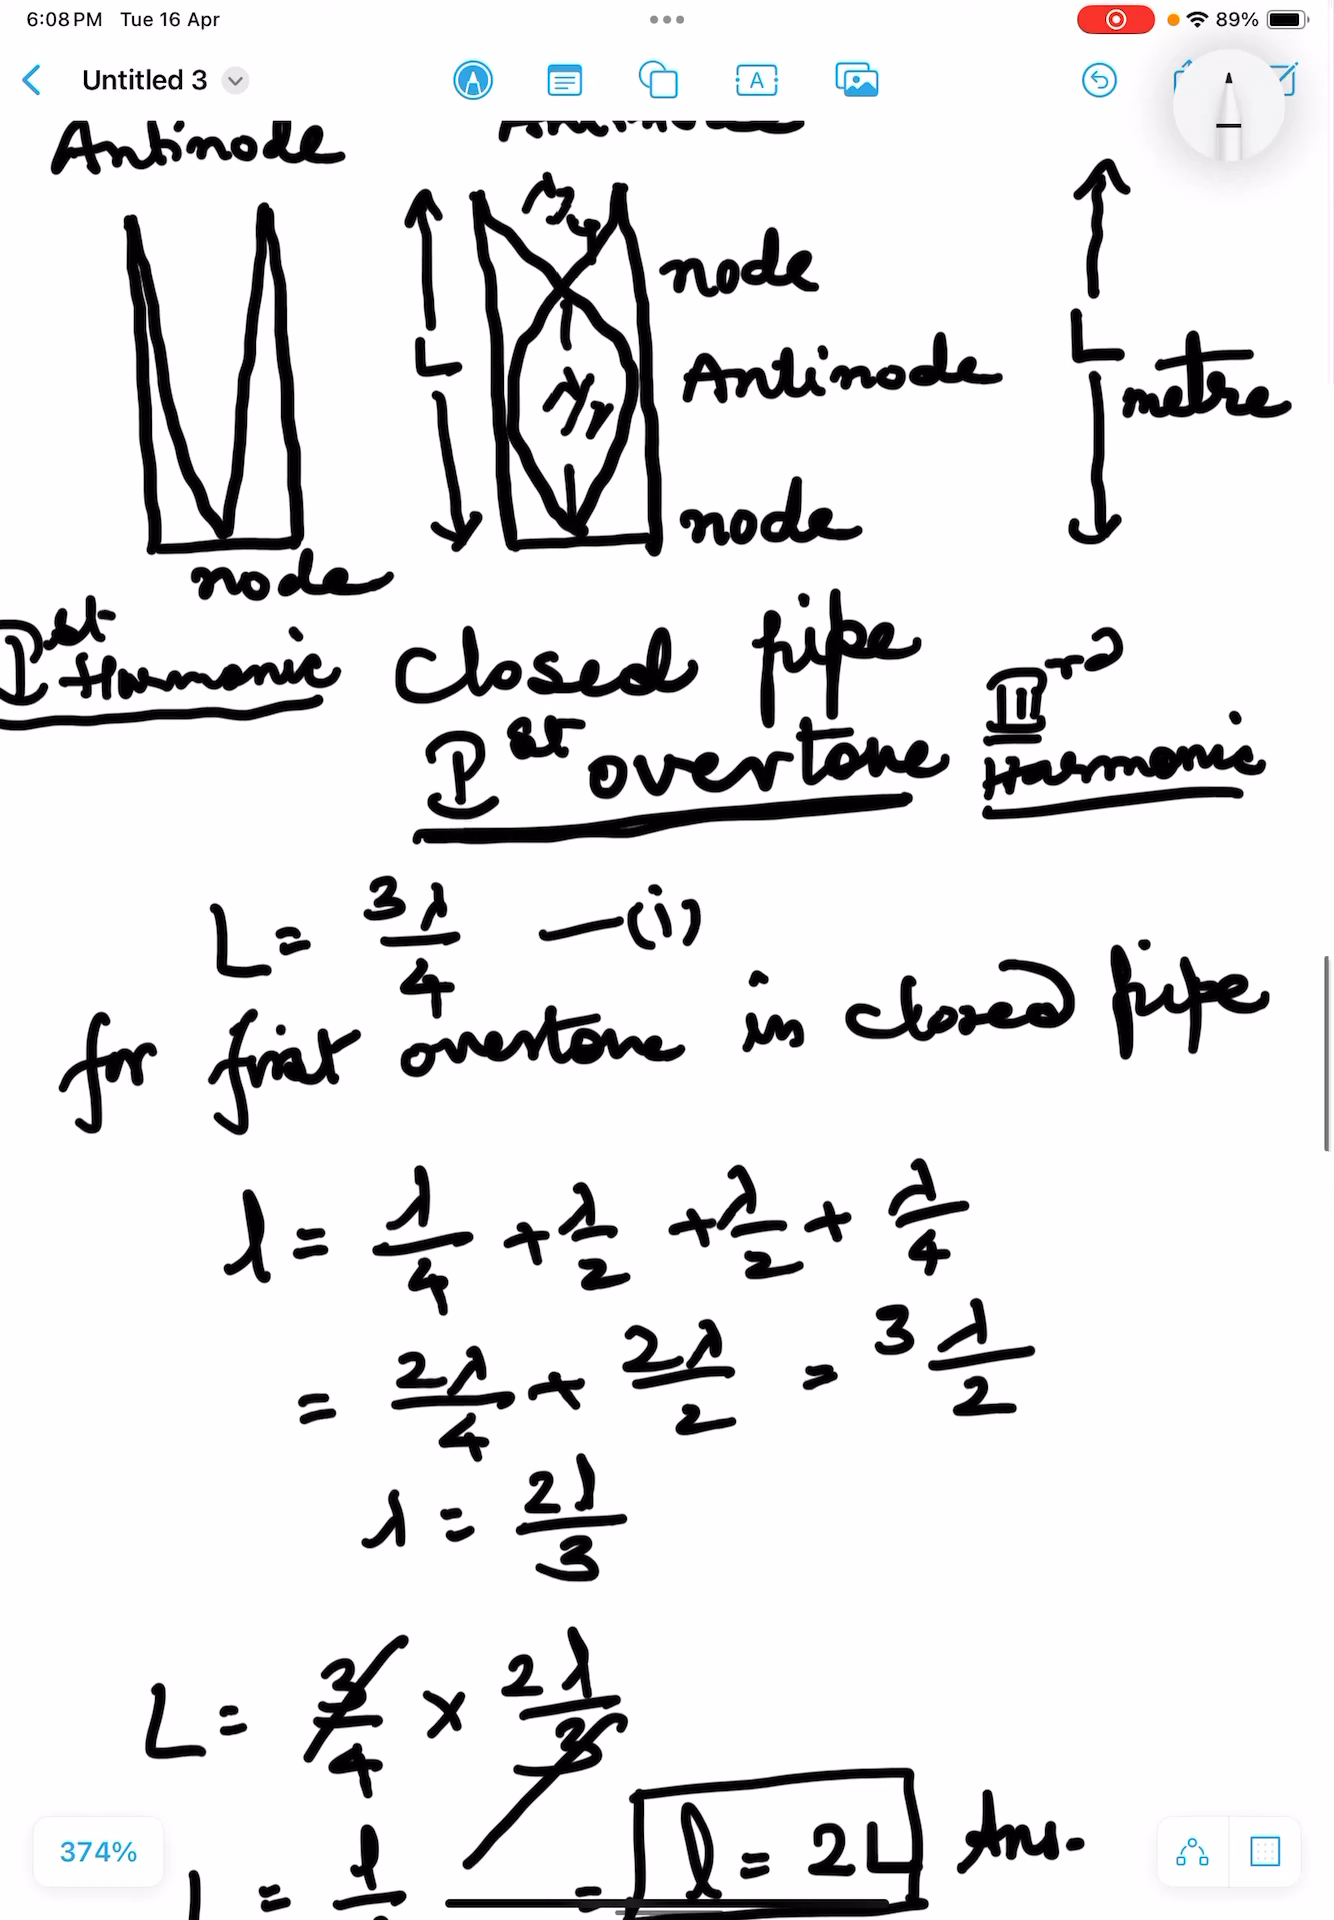 6:08 PM Tue 16 Apr
89%
Untitled 3
A
Antinode
Antinode
λ/4
node
L
L
Antinode
metre
λ/2
node
node
Ist Harmonic
Closed pipe
IIIrd Harmonic
Ist overtone
L = 3λ/4 —(i)
for first overtone in closed pipe
l = λ/4 + λ/2 + λ/2 + λ/4
= 2λ/4 + 2λ/2 = 3λ/2
λ = 2l/3
L = 3/4 × 2l/3
l = 2L Ans.
374%